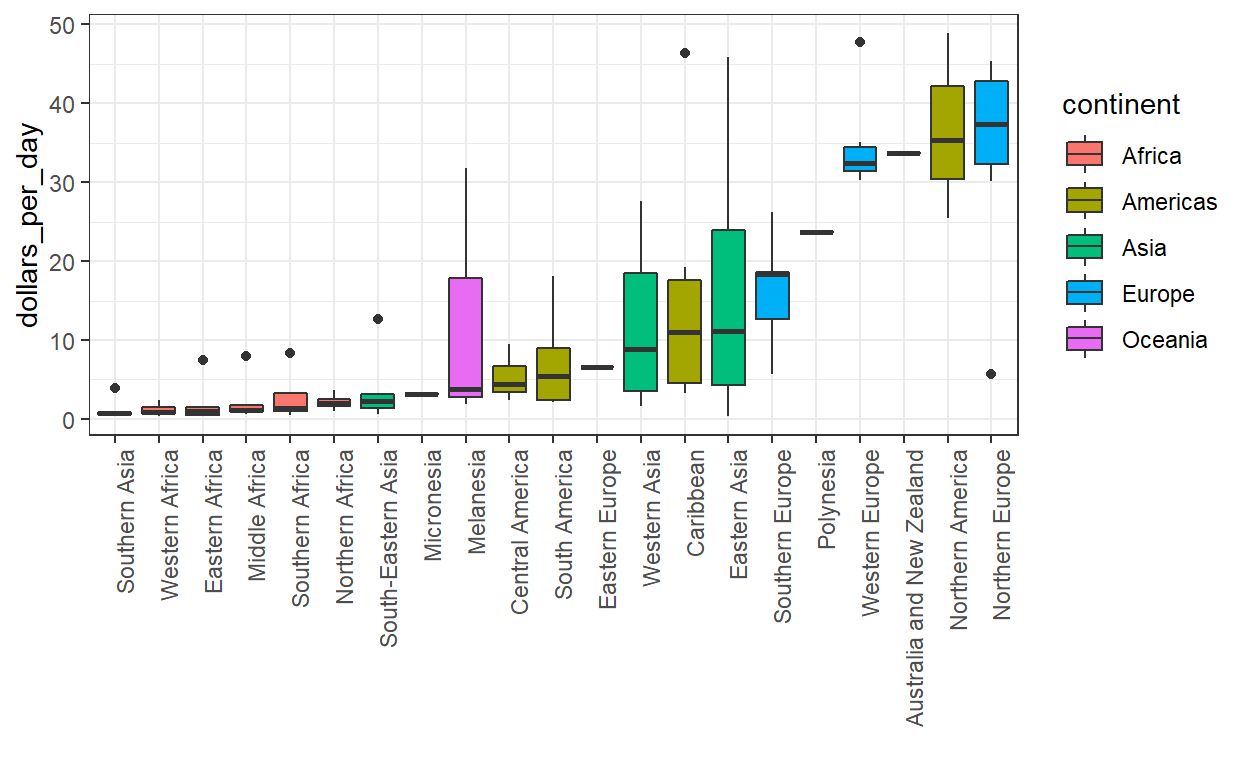 50
40
30
20
10
0
dollars_per_day
Southern Asia
Western Africa
Eastern Africa
Middle Africa
Southern Africa
Northern Africa
South-Eastern Asia
Micronesia
Melanesia
Central America
South America
Eastern Europe
Western Asia
Caribbean
Eastern Asia
Southern Europe
Polynesia
Western Europe
Australia and New Zealand
Northern America
Northern Europe
continent
Africa
Americas
Asia
Europe
Oceania